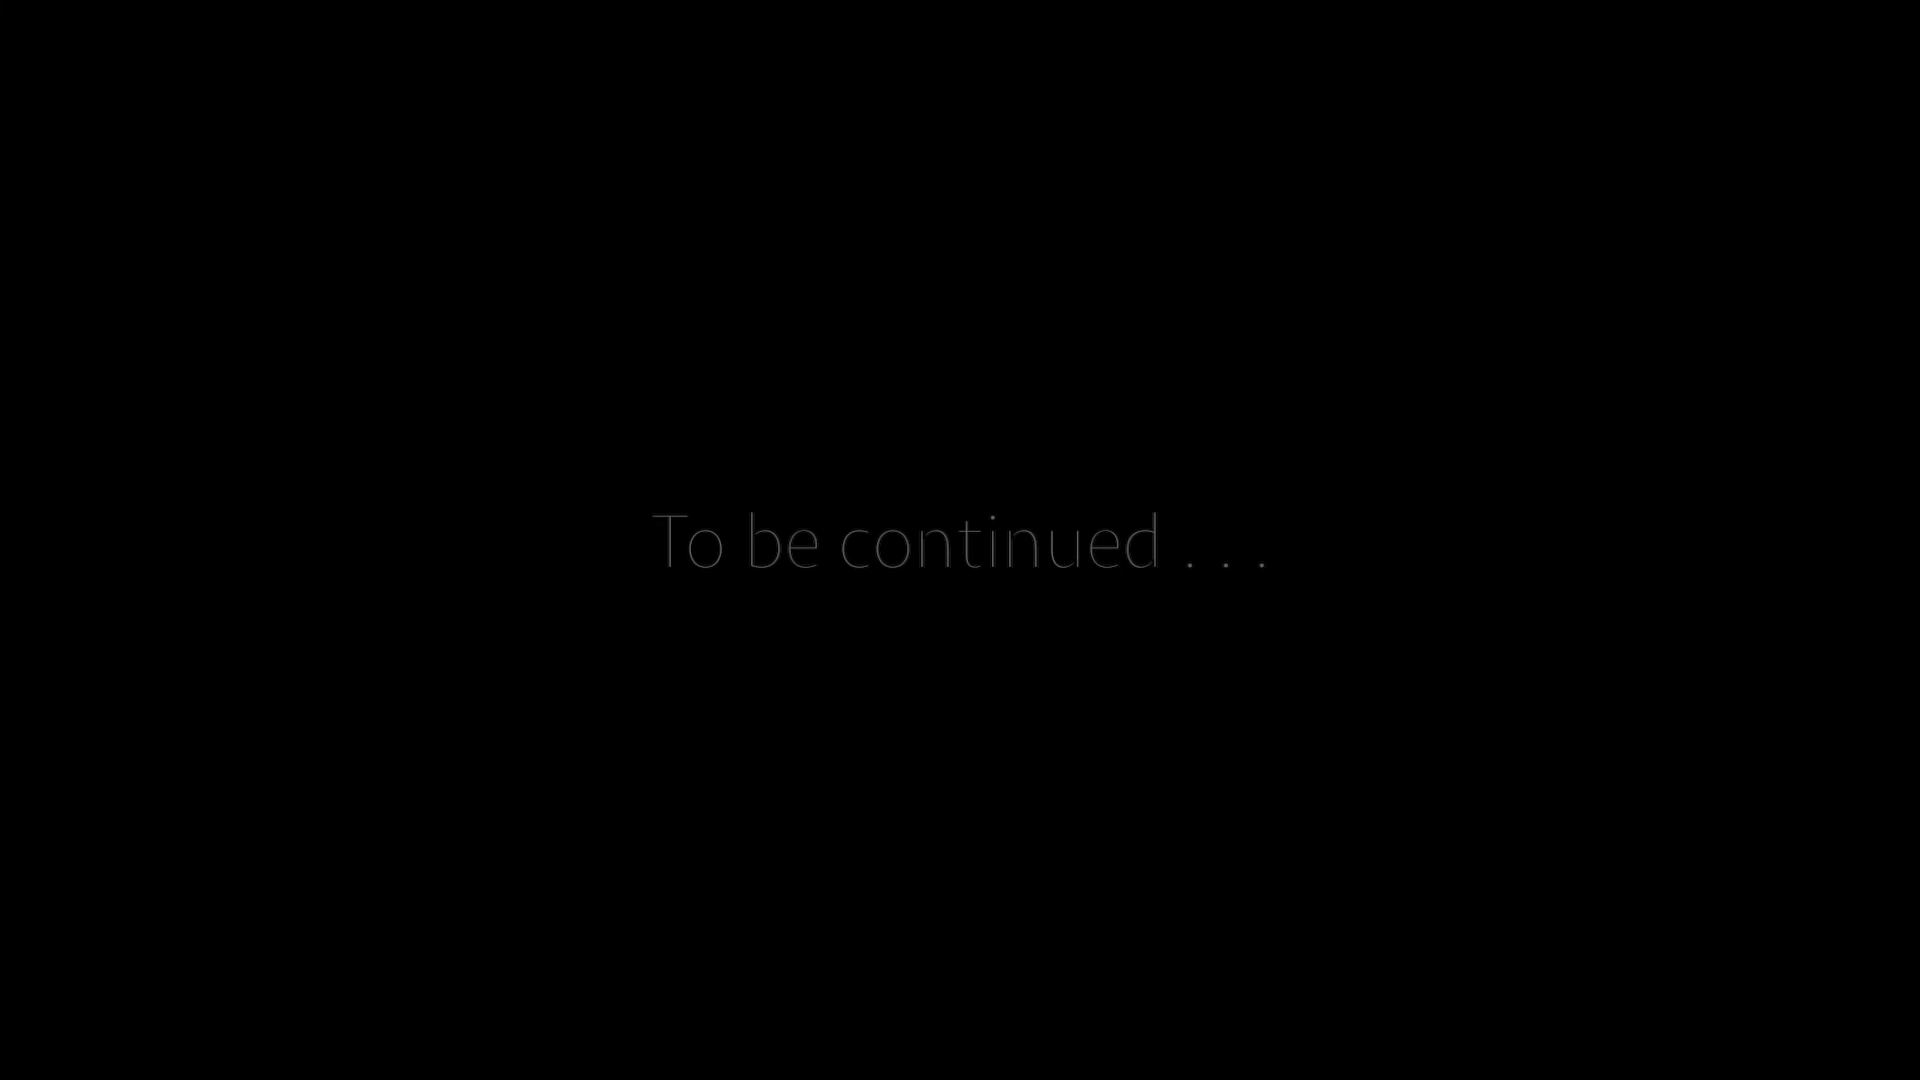 To be continued . . .